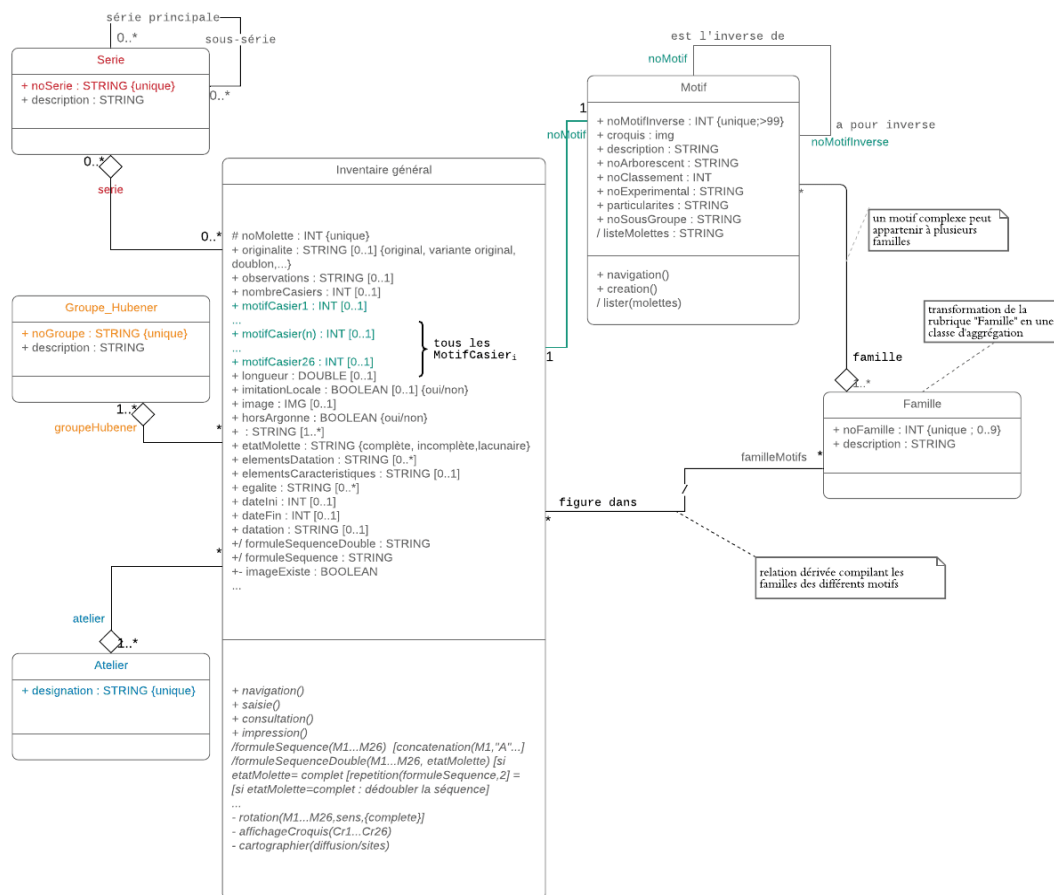 série principale
0..*
sous-série
Serie
+ noSerie : STRING {unique}
+ description : STRING
0..*
0..*
serie
0..*
Groupe_Hubener
+ noGroupe : STRING {unique}
+ description : STRING
1..*
groupeHubener
*
*
atelier
1..*
Atelier
+ designation : STRING {unique}
Inventaire général
# noMolette : INT {unique}
+ originalite : STRING [0..1] {original, variante original,
doublon,...}
+ observations : STRING [0..1]
+ nombreCasiers : INT [0..1]
+ motifCasier1 : INT [0..1]
...
+ motifCasier(n) : INT [0..1]
...
+ motifCasier26 : INT [0..1]
+ longueur : DOUBLE [0..1]
+ imitationLocale : BOOLEAN [0..1] {oui/non}
+ image : IMG [0..1]
+ horsArgonne : BOOLEAN {oui/non}
+ : STRING [1..*]
+ etatMolette : STRING {complète, incomplète,lacunaire}
+ elementsDatation : STRING [0..*]
+ elementsCaracteristiques : STRING [0..1]
+ egalite : STRING [0..*]
+ dateIni : INT [0..1]
+ dateFin : INT [0..1]
+ datation : STRING [0..1]
+/ formuleSequenceDouble : STRING
+/ formuleSequence : STRING
+- imageExiste : BOOLEAN
...
tous les
MotifCasieri
+ navigation()
+ saisie()
+ consultation()
+ impression()
/formuleSequence(M1...M26) [concatenation(M1,"A"...]
/formuleSequenceDouble(M1...M26, etatMolette) [si
etatMolette= complet [repetition(formuleSequence,2] =
[si etatMolette=complet : dédoubler la séquence]
...
- rotation(M1...M26,sens,{complete}]
- affichageCroquis(Cr1...Cr26)
- cartographier(diffusion/sites)
est l'inverse de
noMotif
Motif
1
noMotif
1
+ noMotifInverse : INT {unique;>99}
+ croquis : img
+ description : STRING
+ noArborescent : STRING
+ noClassement : INT
+ noExperimental : STRING
+ particularites : STRING
+ noSousGroupe : STRING
/ listeMolettes : STRING
+ navigation()
+ creation()
/ lister(molettes)
a pour inverse
noMotifInverse
*
un motif complexe peut
appartenir à plusieurs
familles
transformation de la
rubrique "Famille" en une
classe d'aggrégation
famille
1..*
Famille
+ noFamille : INT {unique ; 0..9}
+ description : STRING
familleMotifs
*
/
figure dans
*
relation dérivée compilant les
familles des différents motifs